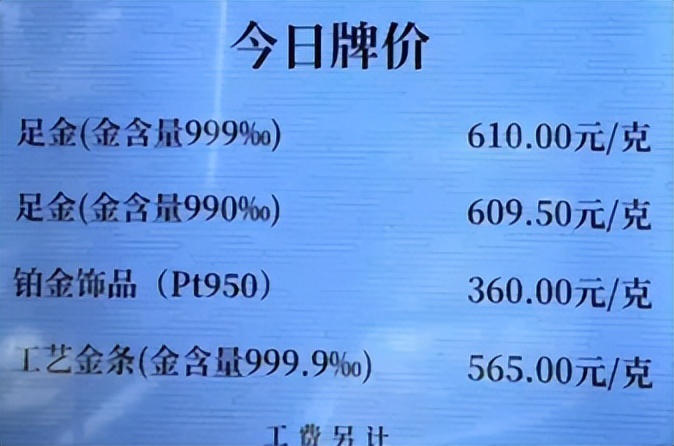 今日牌价
足金(金含量999‰) 610.00元/克
足金(金含量990‰) 609.50元/克
铂金饰品（Pt950） 360.00元/克
工艺金条(金含量999.9‰) 565.00元/克
工费另计